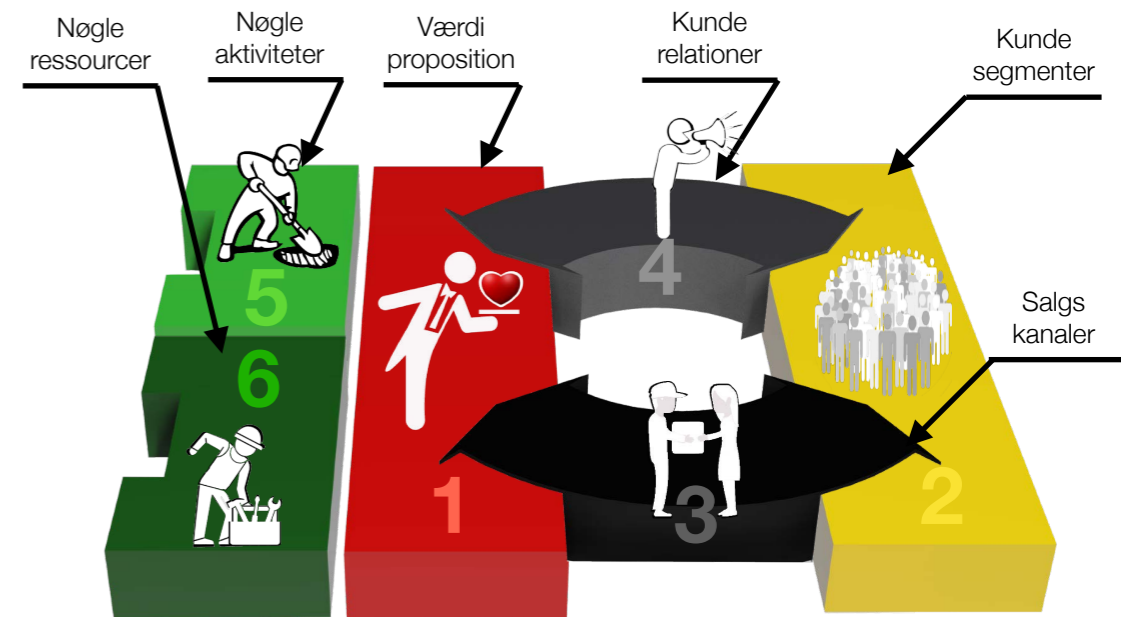 Nøgle
ressourcer
Nøgle
aktiviteter
Værdi
proposition
Kunde
relationer
Kunde
segmenter
Salgs
kanaler
5
4
6
1
3
2